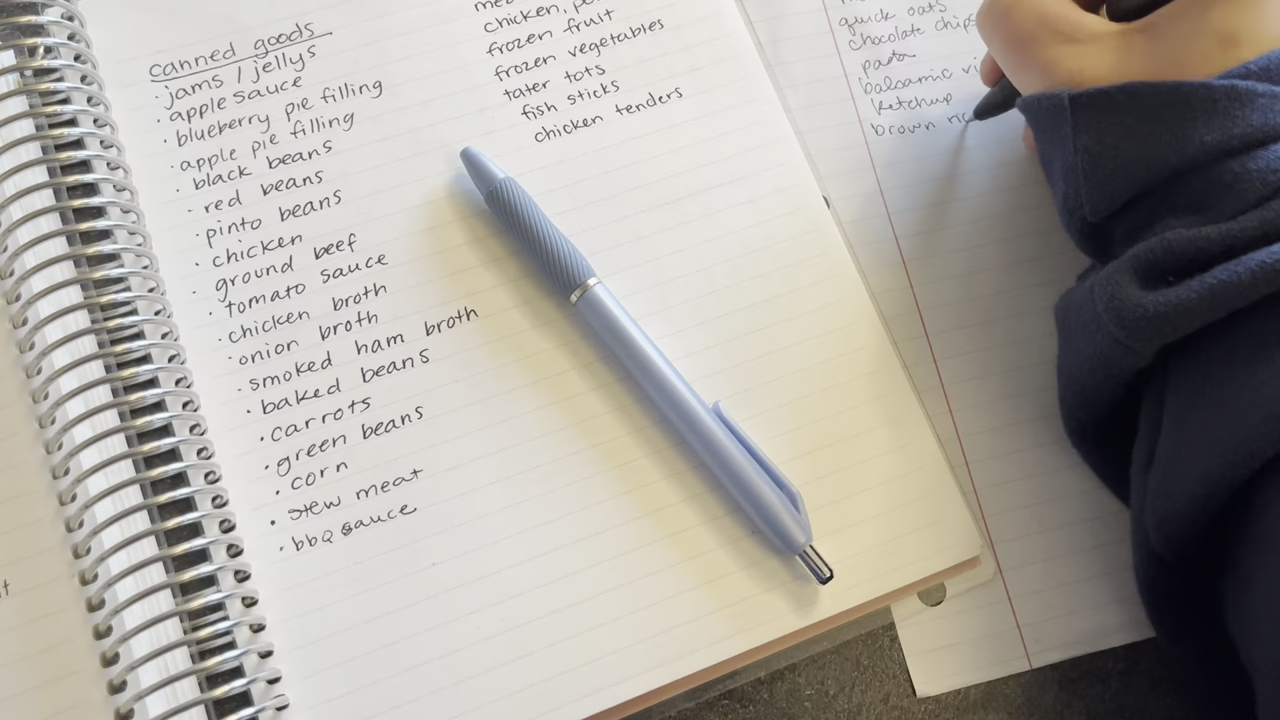 canned goods
· jams / jellys
· apple sauce
· blueberry pie filling
· apple pie filling
· black beans
· red beans
· pinto beans
· chicken
· ground beef
· tomato sauce
· chicken broth
· onion broth
· smoked ham broth
· baked beans
· carrots
· green beans
· corn
· stew meat
· bbq sauce
chicken,
frozen fruit
frozen vegetables
tater tots
fish sticks
chicken tenders
quick oats
chocolate chips
pasta
balsamic vi
ketchup
brown ric